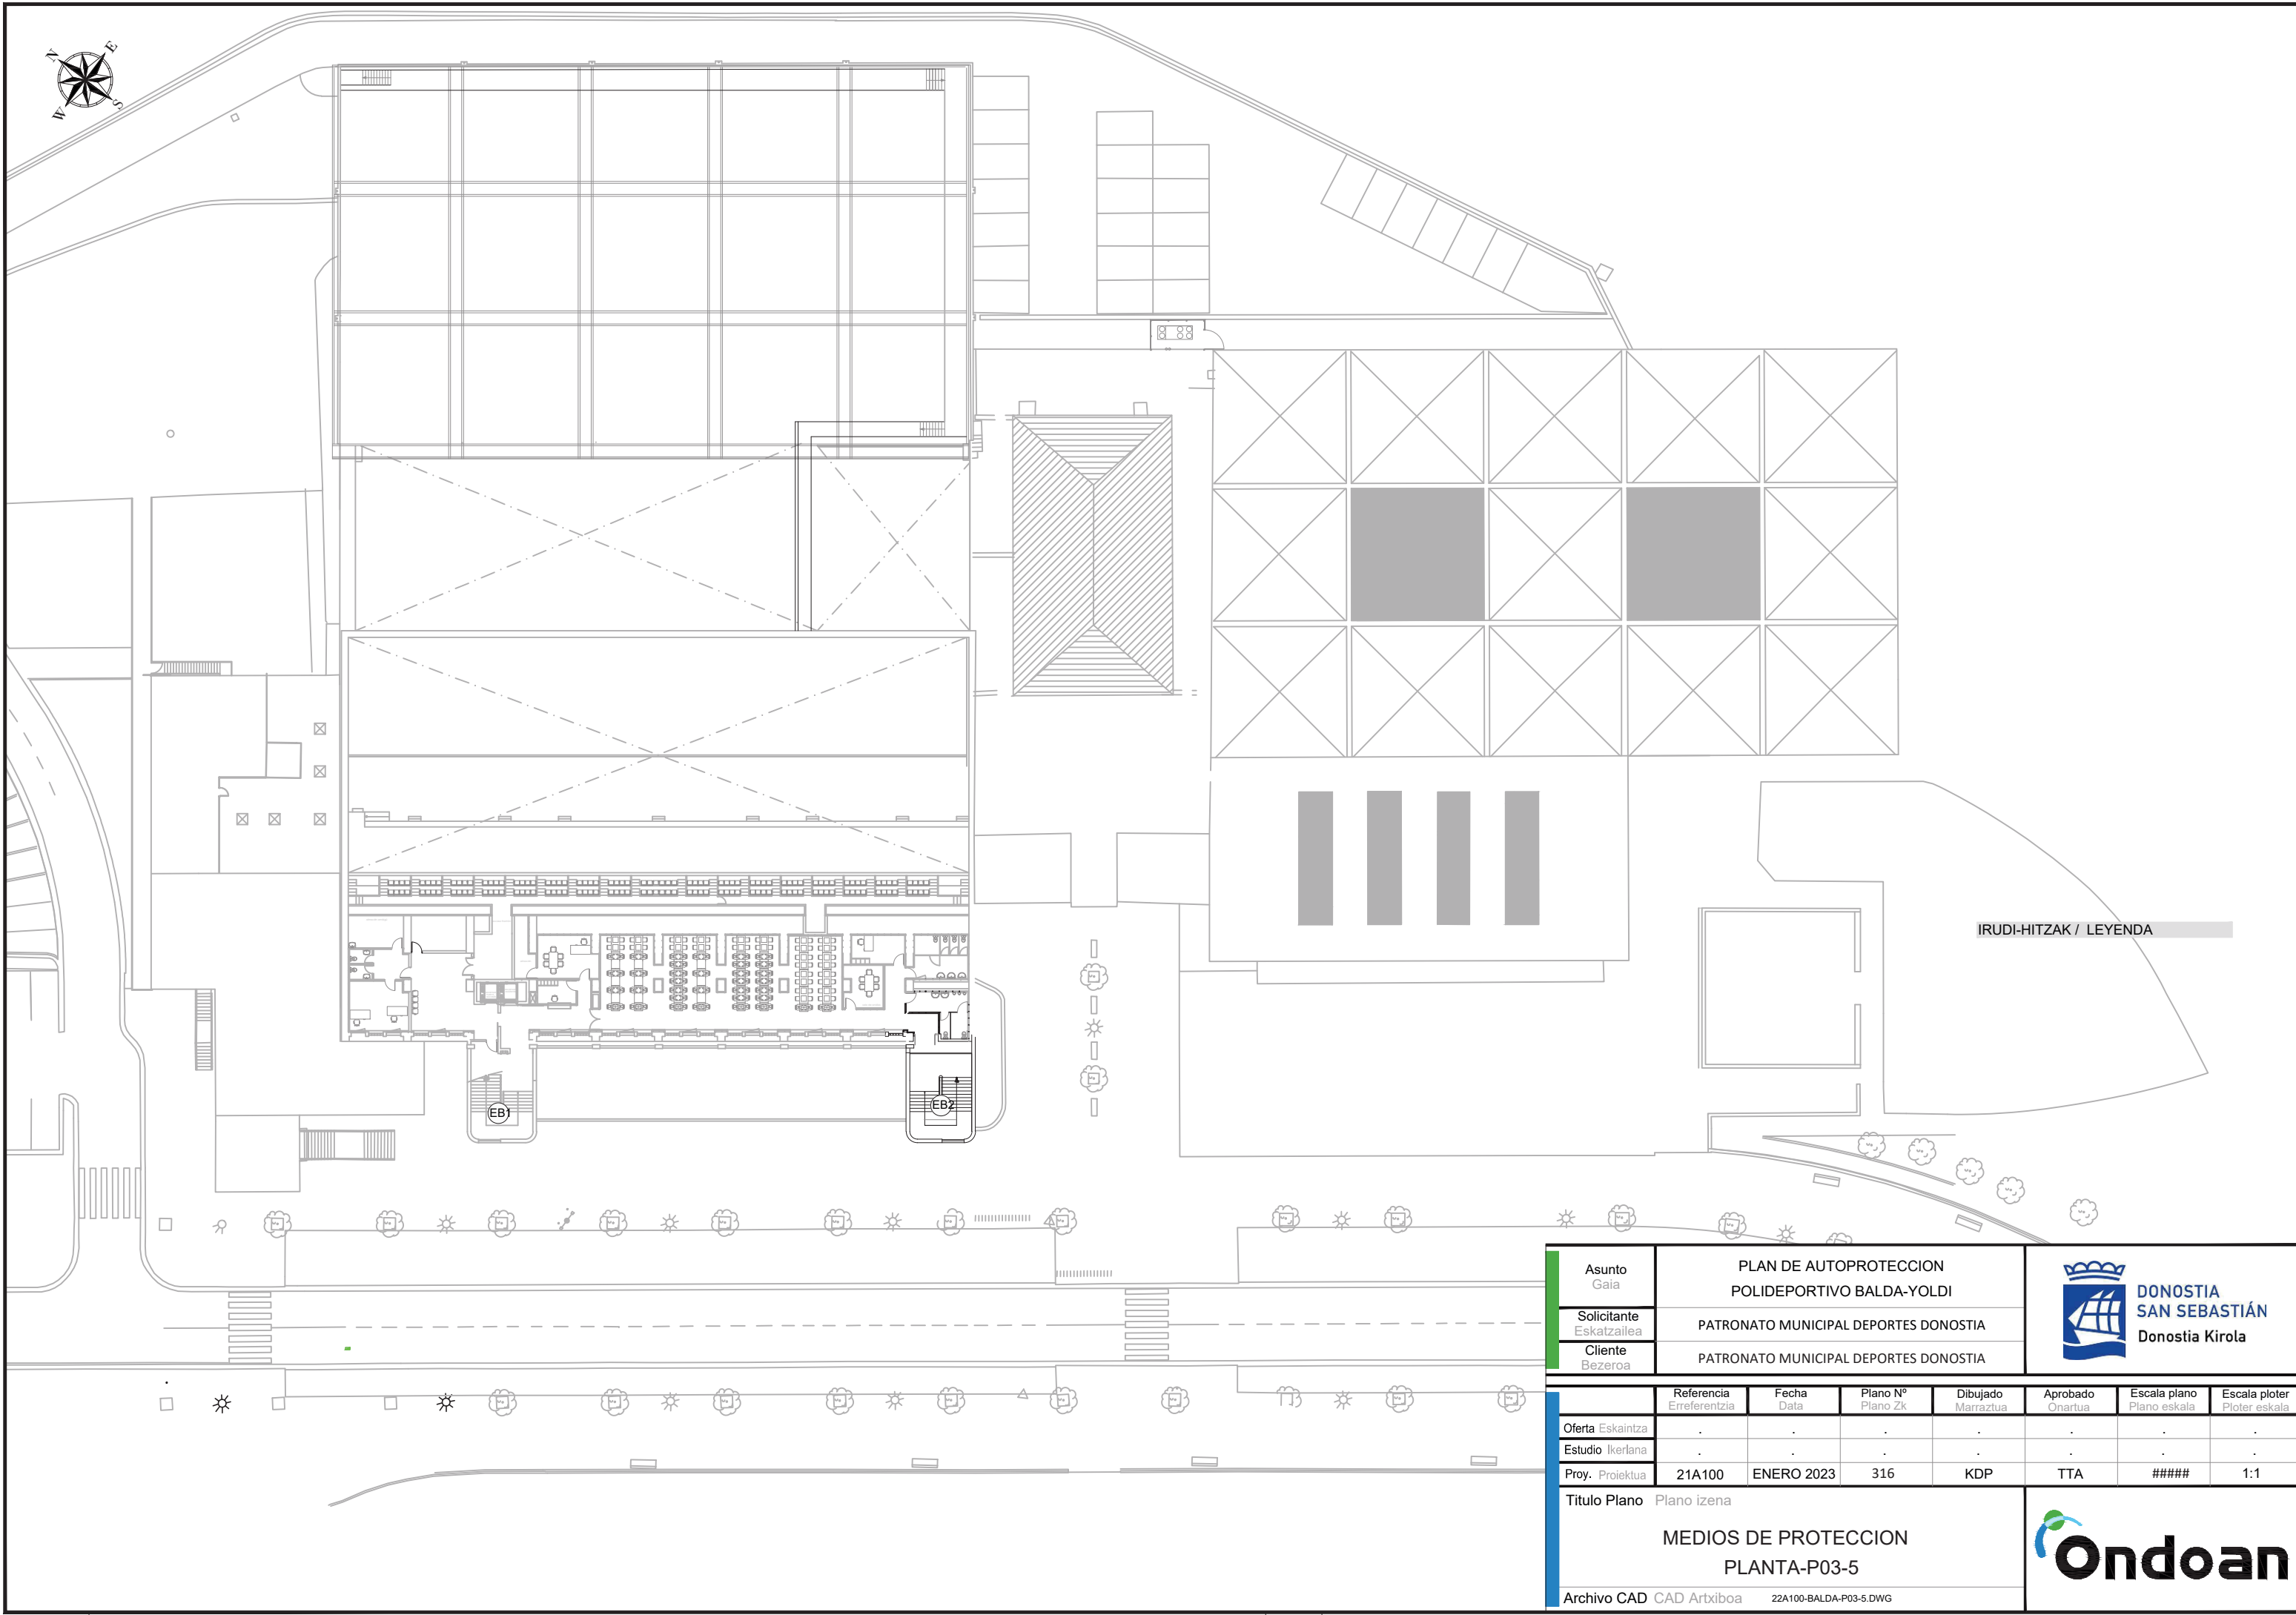 N
E
W
S
IRUDI-HITZAK / LEYENDA
EB1
EB2
Asunto
Gaia
PLAN DE AUTOPROTECCION
POLIDEPORTIVO BALDA-YOLDI
Solicitante
Eskatzailea
PATRONATO MUNICIPAL DEPORTES DONOSTIA
Cliente
Bezeroa
PATRONATO MUNICIPAL DEPORTES DONOSTIA
DONOSTIA
SAN SEBASTIÁN
Donostia Kirola
Referencia Fecha Plano Nº Dibujado Aprobado Escala plano Escala ploter
Erreferentzia Data Plano Zk Marraztua Onartua Plano eskala Ploter eskala
Oferta Eskaintza . . . . . . .
Estudio Ikerlana . . . . . . .
Proy. Proiektua 21A100 ENERO 2023 316 KDP TTA ##### 1:1
Titulo Plano Plano izena
MEDIOS DE PROTECCION
PLANTA-P03-5
Archivo CAD CAD Artxiboa 22A100-BALDA-P03-5.DWG
Ondoan